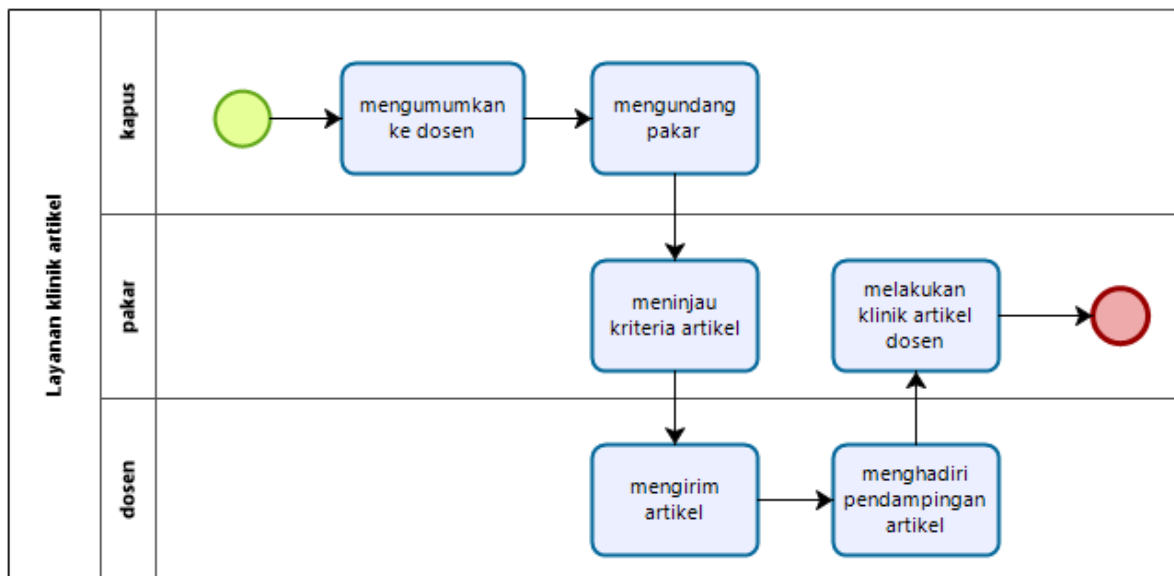 Layanan klinik artikel
kapus
mengumumkan
ke dosen
mengundang
pakar
pakar
meninjau
kriteria artikel
melakukan
klinik artikel
dosen
dosen
mengirim
artikel
menghadiri
pendampingan
artikel